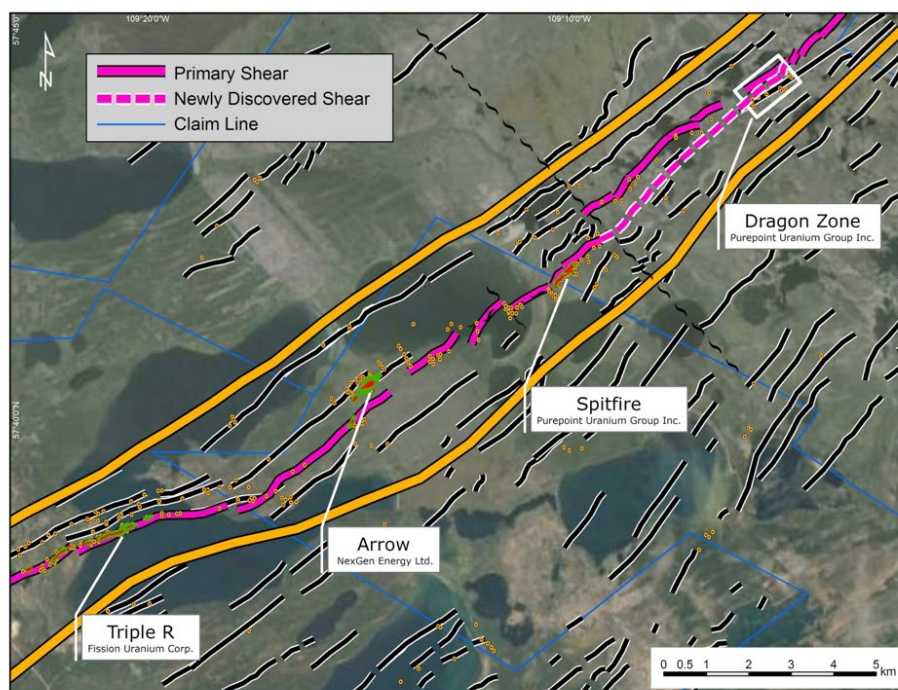 109°20'0"W
109°10'0"W
57°45'0"
N
Primary Shear
Newly Discovered Shear
Claim Line
Dragon Zone
Purepoint Uranium Group Inc.
Spitfire
Purepoint Uranium Group Inc.
57°40'0"N
Arrow
NexGen Energy Ltd.
Triple R
Fission Uranium Corp.
0 0.5 1 2 3 4 5
km